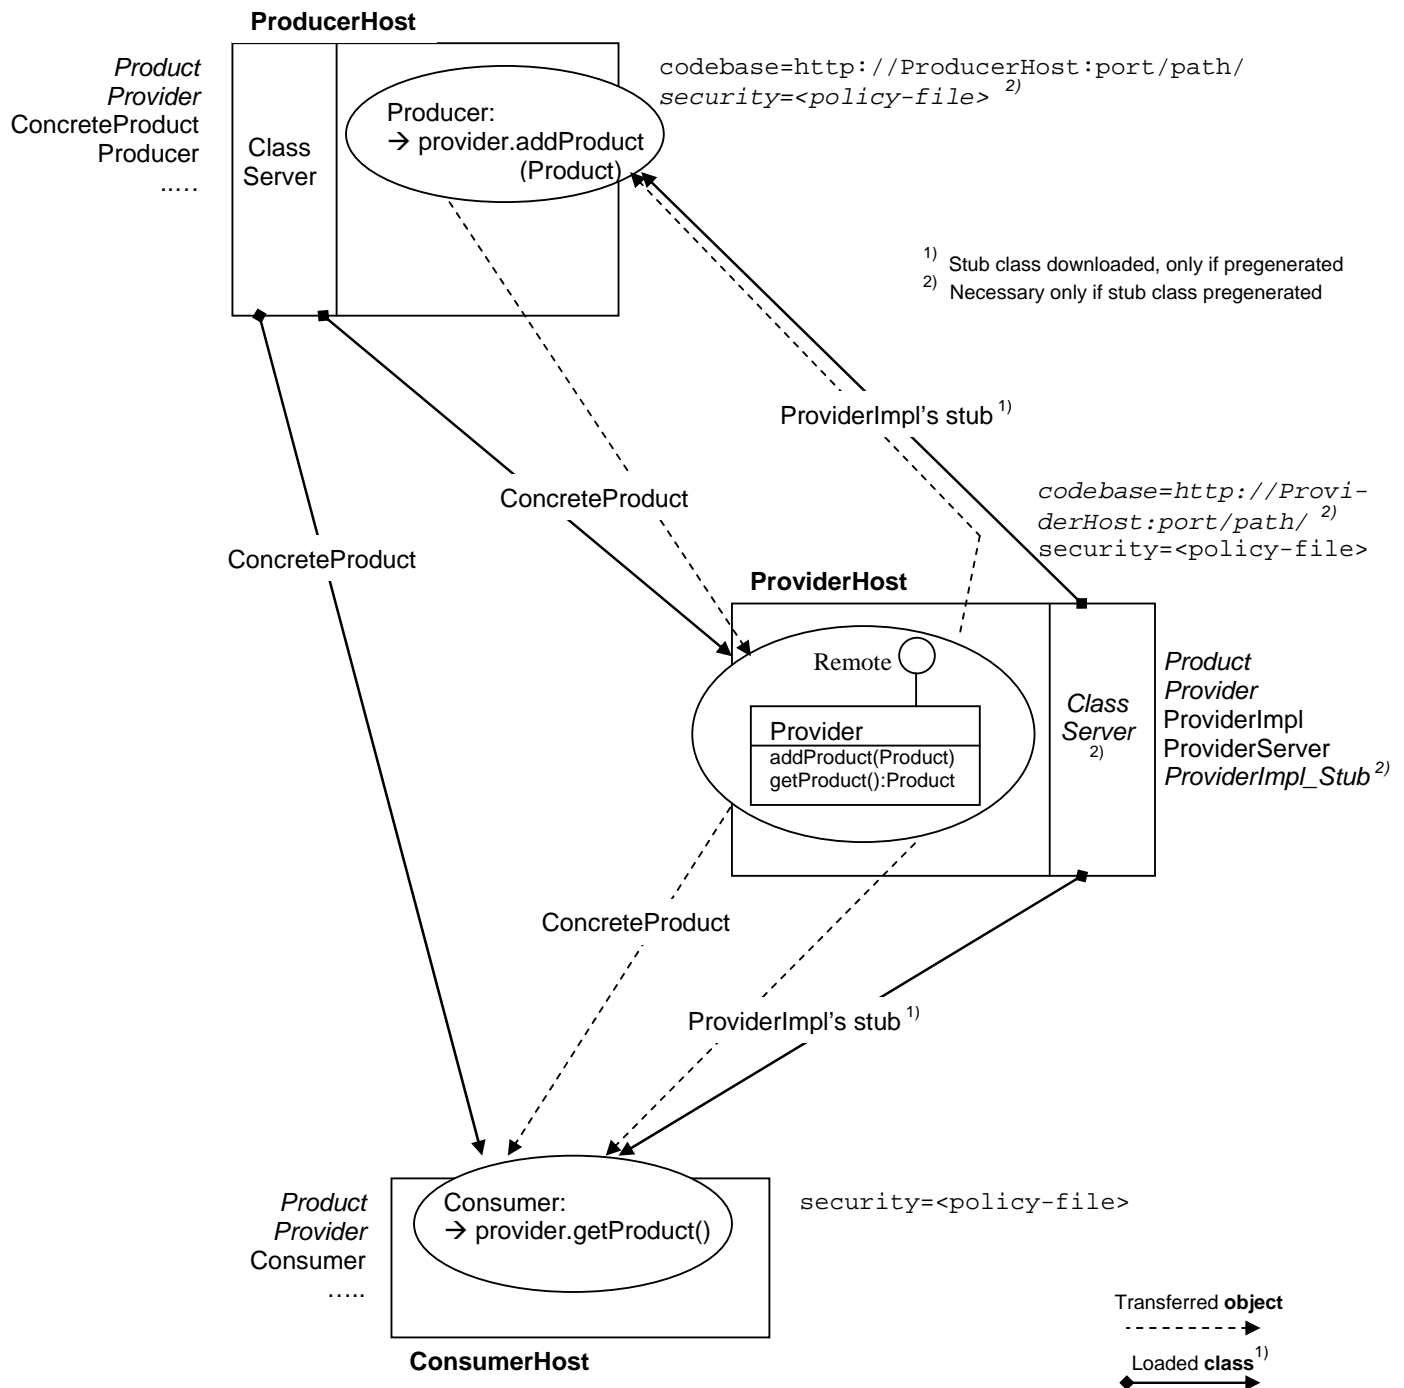 ProducerHost
Product
Provider
ConcreteProduct
Producer
.....
Class
Server
Producer:
→ provider.addProduct
(Product)
codebase=http://ProducerHost:port/path/
security=<policy-file> 2)
1) Stub class downloaded, only if pregenerated
2) Necessary only if stub class pregenerated
ProviderImpl’s stub 1)
ConcreteProduct
ConcreteProduct
codebase=http://Provi-
derHost:port/path/ 2)
security=<policy-file>
ProviderHost
Remote
Provider
addProduct(Product)
getProduct():Product
Class
Server
2)
Product
Provider
ProviderImpl
ProviderServer
ProviderImpl_Stub 2)
ConcreteProduct
ProviderImpl’s stub 1)
Product
Provider
Consumer
.....
Consumer:
→ provider.getProduct()
security=<policy-file>
ConsumerHost
Transferred object
Loaded class 1)